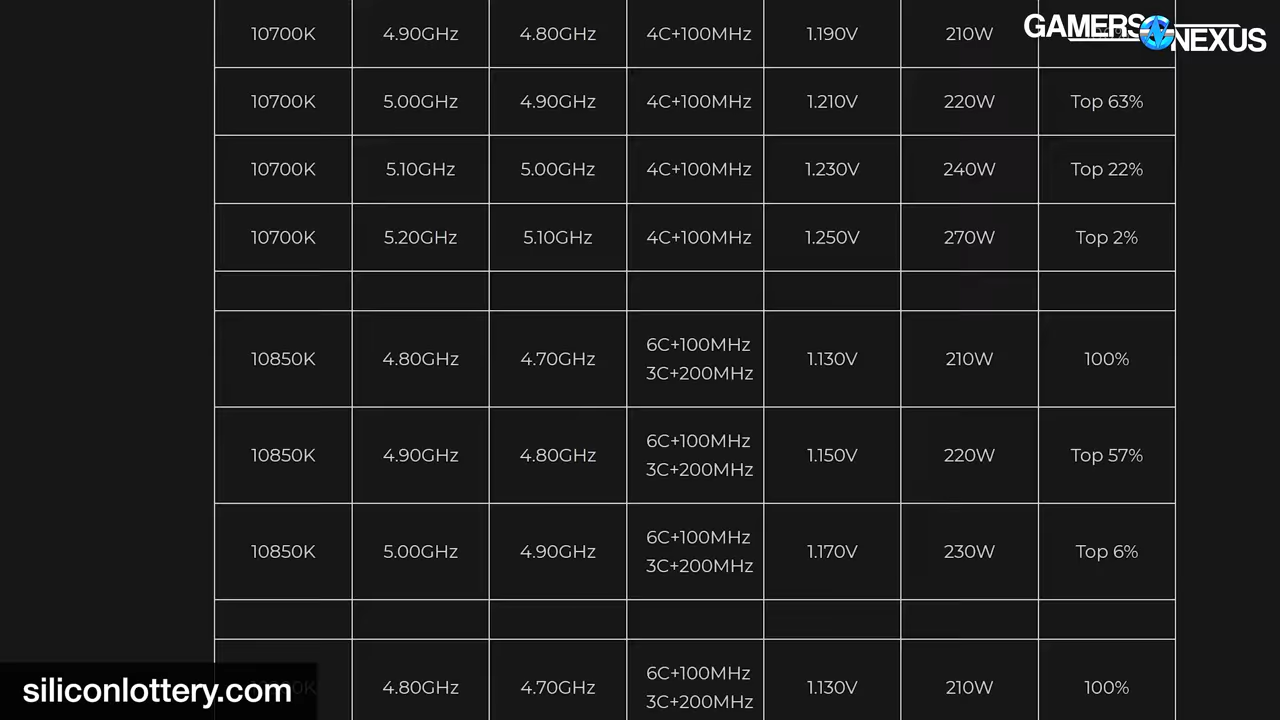 GAMERS NEXUS
10700K 4.90GHz 4.80GHz 4C+100MHz 1.190V 210W
10700K 5.00GHz 4.90GHz 4C+100MHz 1.210V 220W Top 63%
10700K 5.10GHz 5.00GHz 4C+100MHz 1.230V 240W Top 22%
10700K 5.20GHz 5.10GHz 4C+100MHz 1.250V 270W Top 2%
10850K 4.80GHz 4.70GHz 6C+100MHz 3C+200MHz 1.130V 210W 100%
10850K 4.90GHz 4.80GHz 6C+100MHz 3C+200MHz 1.150V 220W Top 57%
10850K 5.00GHz 4.90GHz 6C+100MHz 3C+200MHz 1.170V 230W Top 6%
4.80GHz 4.70GHz 6C+100MHz 3C+200MHz 1.130V 210W 100%
siliconlottery.com